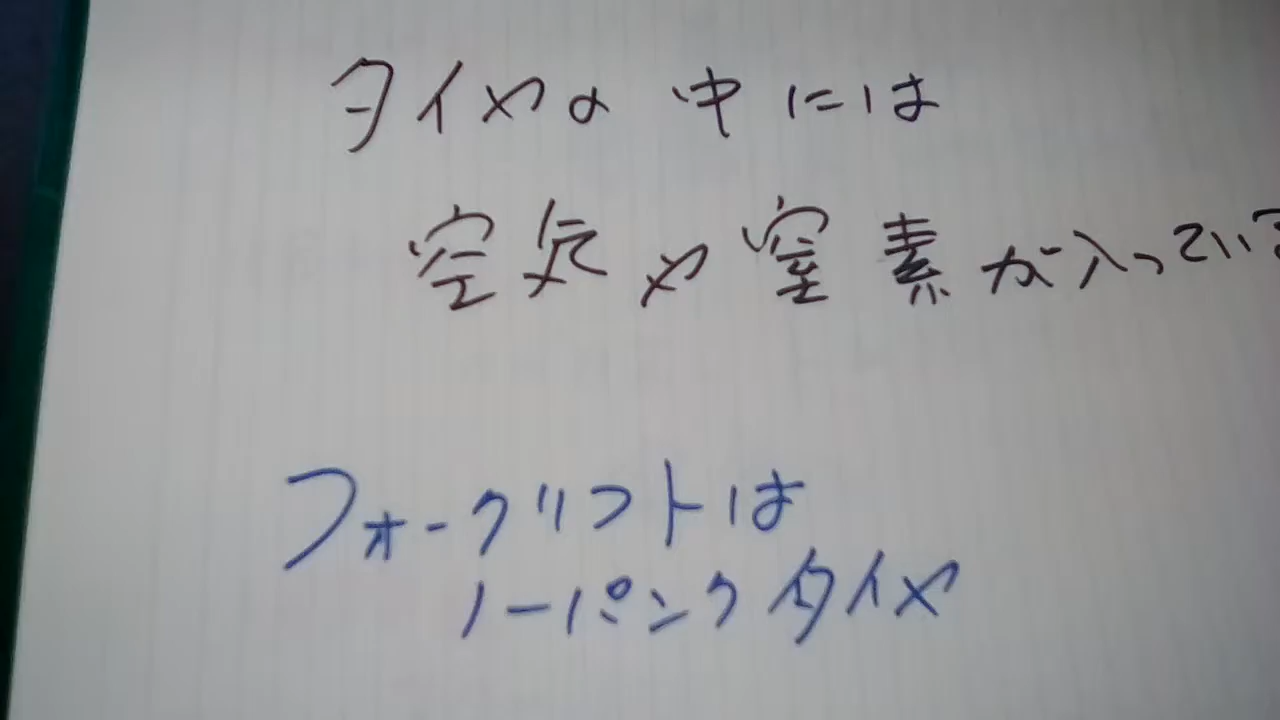 タイヤの中には
空気や窒素が入っている
フォークリフトは
ノーパンクタイヤ